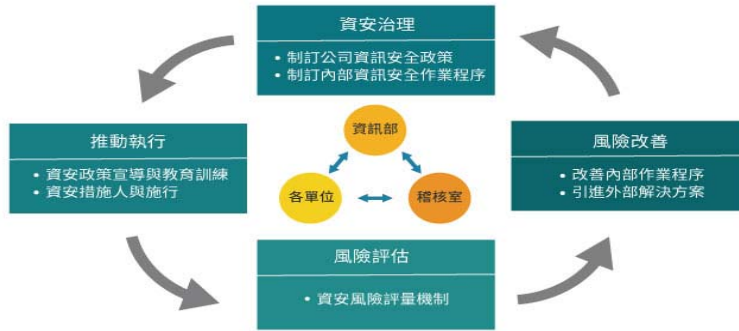 資安治理
• 制訂公司資訊安全政策
• 制訂內部資訊安全作業程序
推動執行
• 資安政策宣導與教育訓練
• 資安措施人與施行
資訊部
各單位
稽核室
風險改善
• 改善內部作業程序
• 引進外部解決方案
風險評估
• 資安風險評量機制